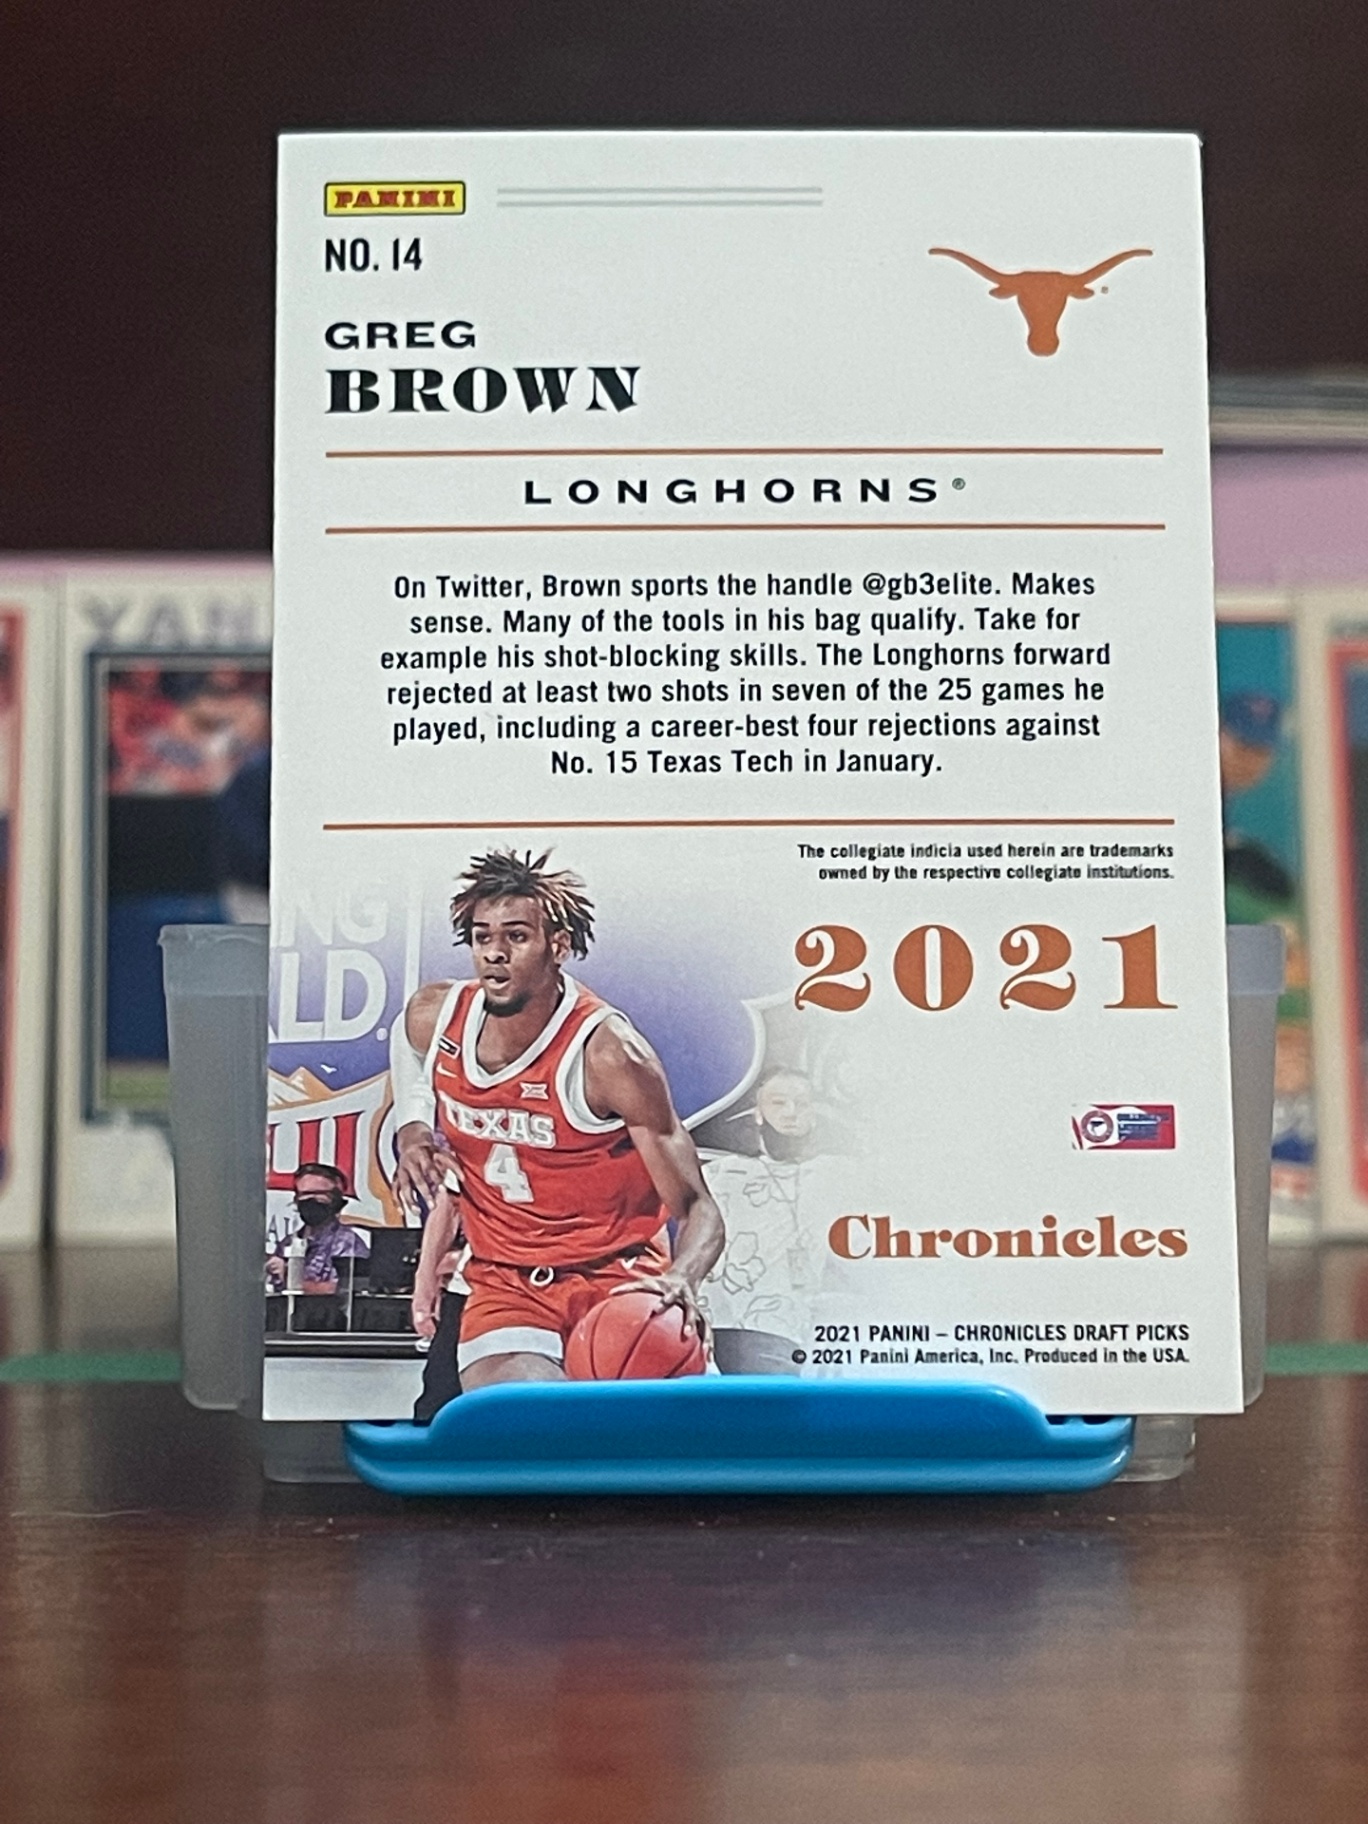 PANINI
NO. 14
GREG
BROWN
LONGHORNS®
On Twitter, Brown sports the handle @gb3elite. Makes
sense. Many of the tools in his bag qualify. Take for
example his shot-blocking skills. The Longhorns forward
rejected at least two shots in seven of the 25 games he
played, including a career-best four rejections against
No. 15 Texas Tech in January.
The collegiate indicia used herein are trademarks
owned by the respective collegiate institutions.
2021
TEXAS
4
Chronicles
2021 PANINI – CHRONICLES DRAFT PICKS
© 2021 Panini America, Inc. Produced in the USA.